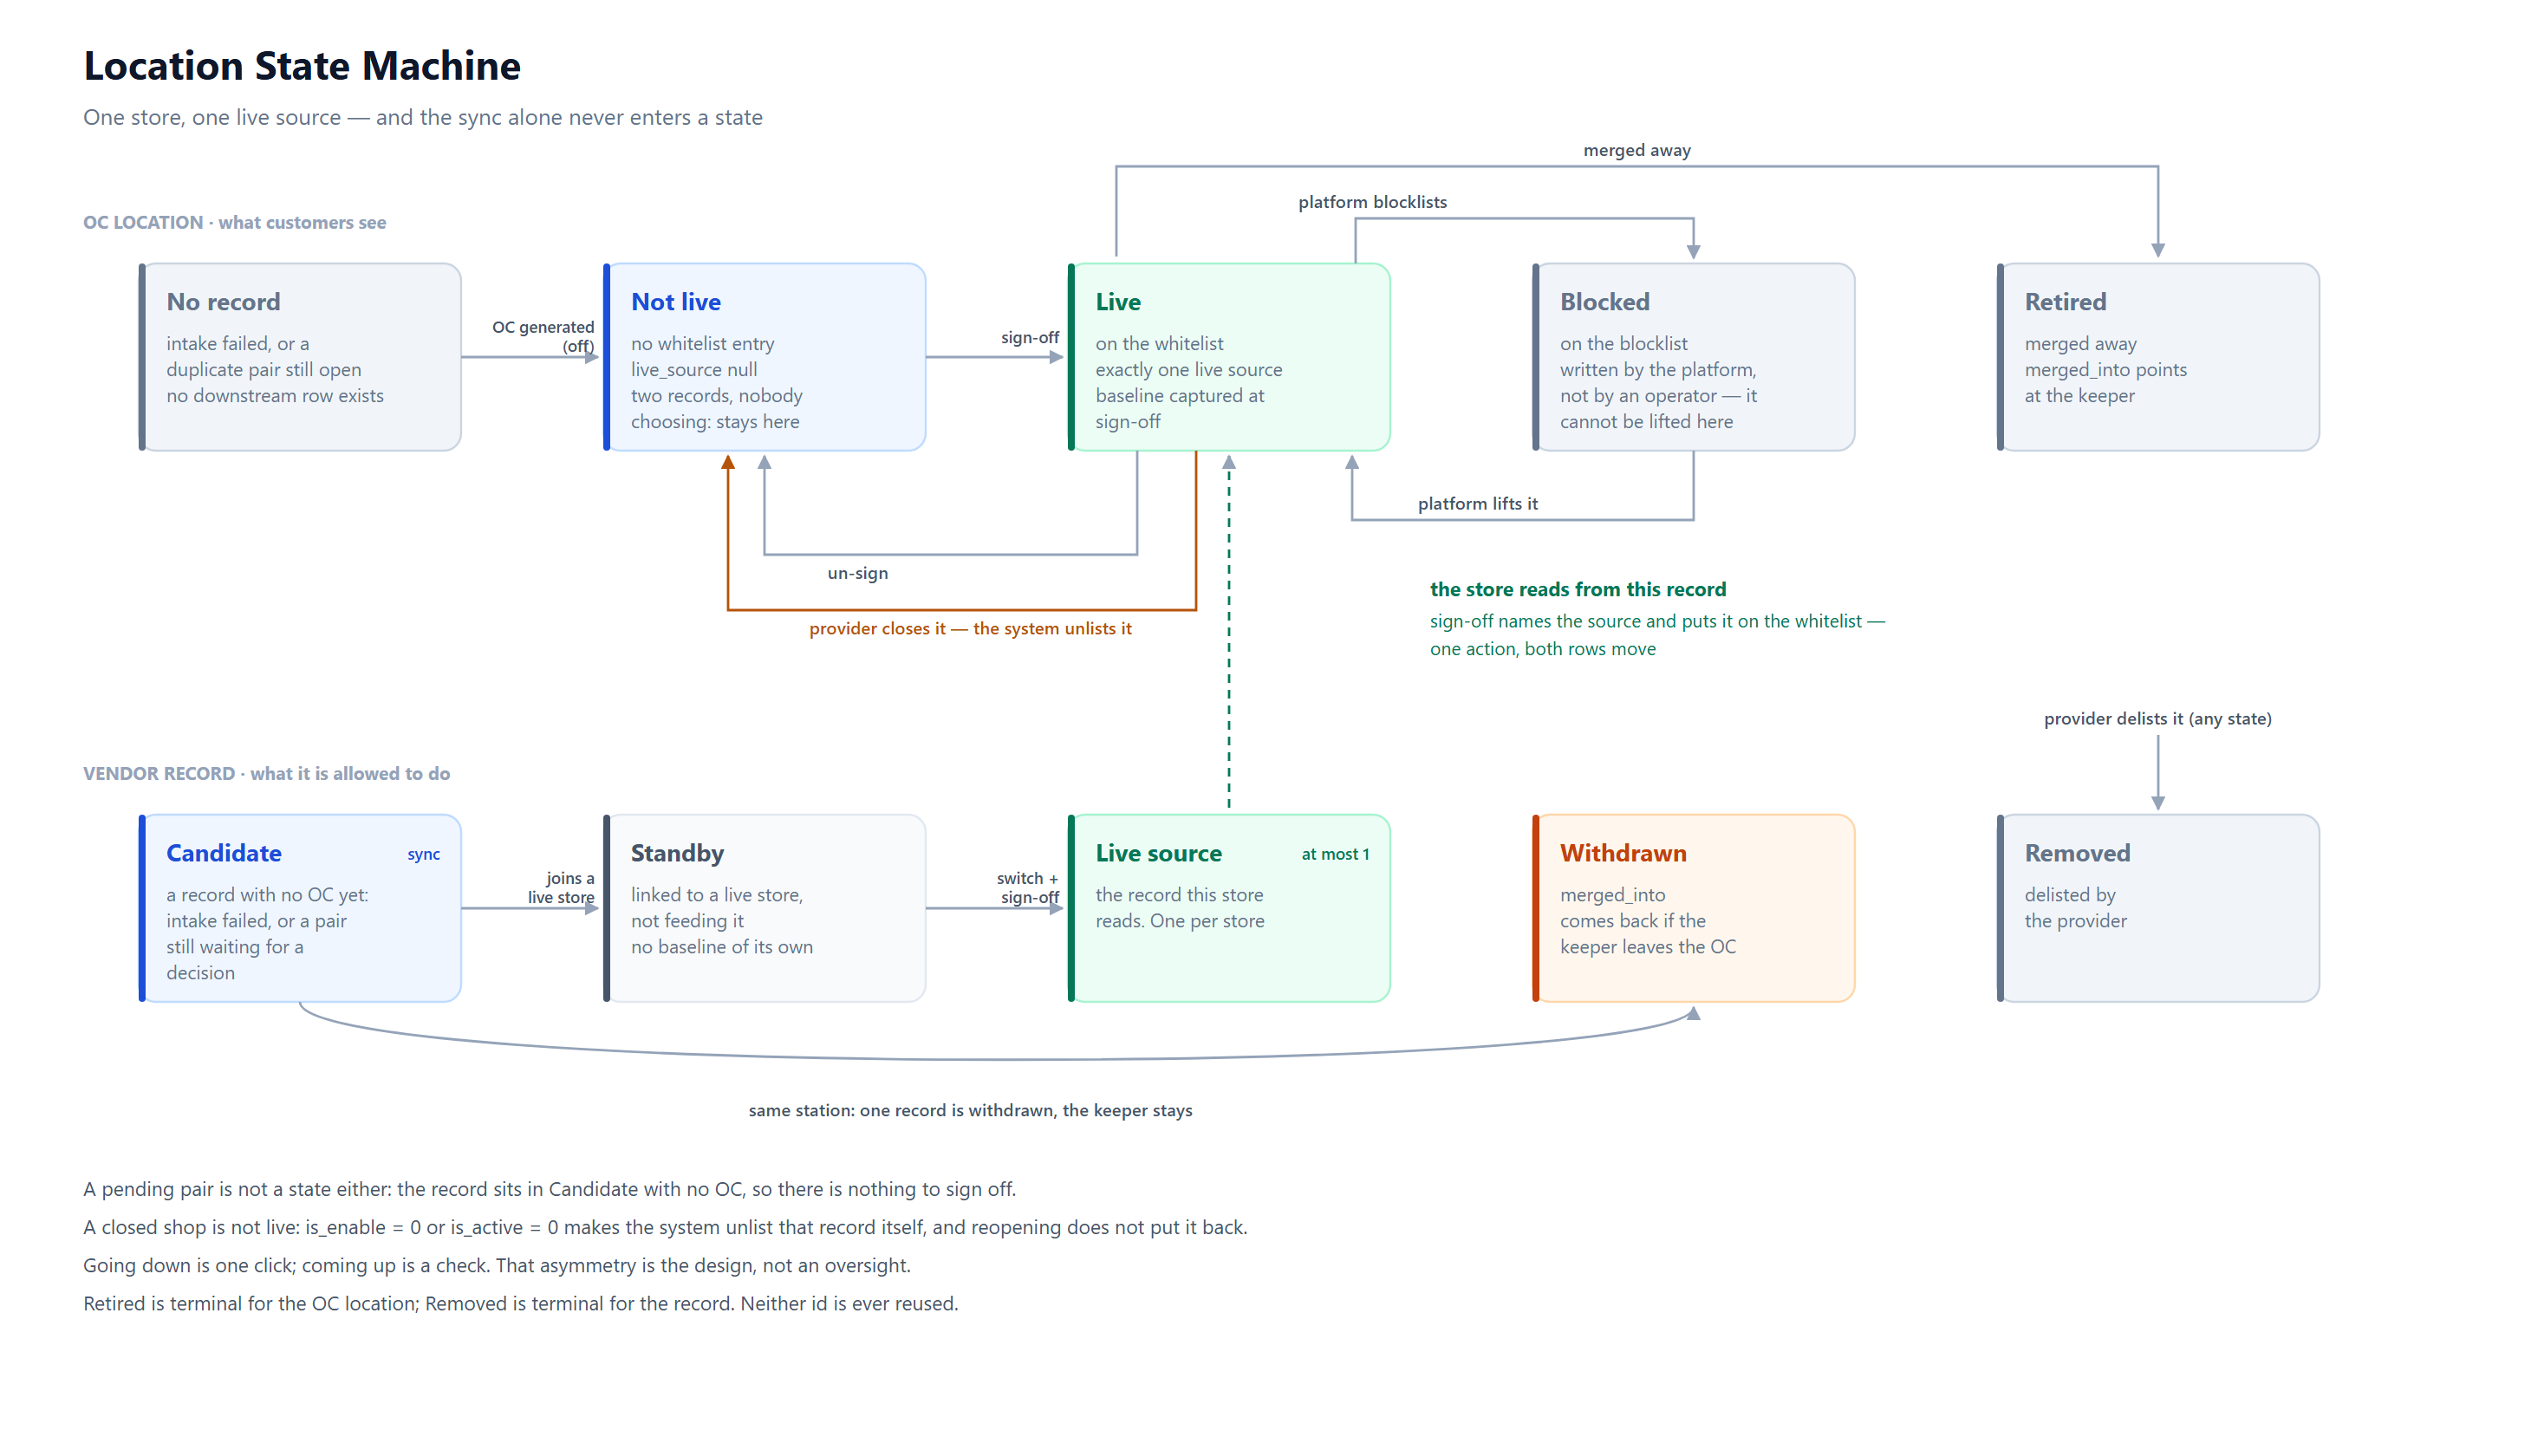 Location State Machine
One store, one live source — and the sync alone never enters a state
merged away
platform blocklists
OC LOCATION · what customers see
No record
intake failed, or a
duplicate pair still open
no downstream row exists
OC generated
(off)
Not live
no whitelist entry
live_source null
two records, nobody
choosing: stays here
sign-off
Live
on the whitelist
exactly one live source
baseline captured at
sign-off
Blocked
on the blocklist
written by the platform,
not by an operator — it
cannot be lifted here
Retired
merged away
merged_into points
at the keeper
platform lifts it
un-sign
provider closes it — the system unlists it
the store reads from this record
sign-off names the source and puts it on the whitelist —
one action, both rows move
provider delists it (any state)
VENDOR RECORD · what it is allowed to do
Candidate
sync
a record with no OC yet:
intake failed, or a pair
still waiting for a
decision
joins a
live store
Standby
linked to a live store,
not feeding it
no baseline of its own
switch +
sign-off
Live source
at most 1
the record this store
reads. One per store
Withdrawn
merged_into
comes back if the
keeper leaves the OC
Removed
delisted by
the provider
same station: one record is withdrawn, the keeper stays
A pending pair is not a state either: the record sits in Candidate with no OC, so there is nothing to sign off.
A closed shop is not live: is_enable = 0 or is_active = 0 makes the system unlist that record itself, and reopening does not put it back.
Going down is one click; coming up is a check. That asymmetry is the design, not an oversight.
Retired is terminal for the OC location; Removed is terminal for the record. Neither id is ever reused.